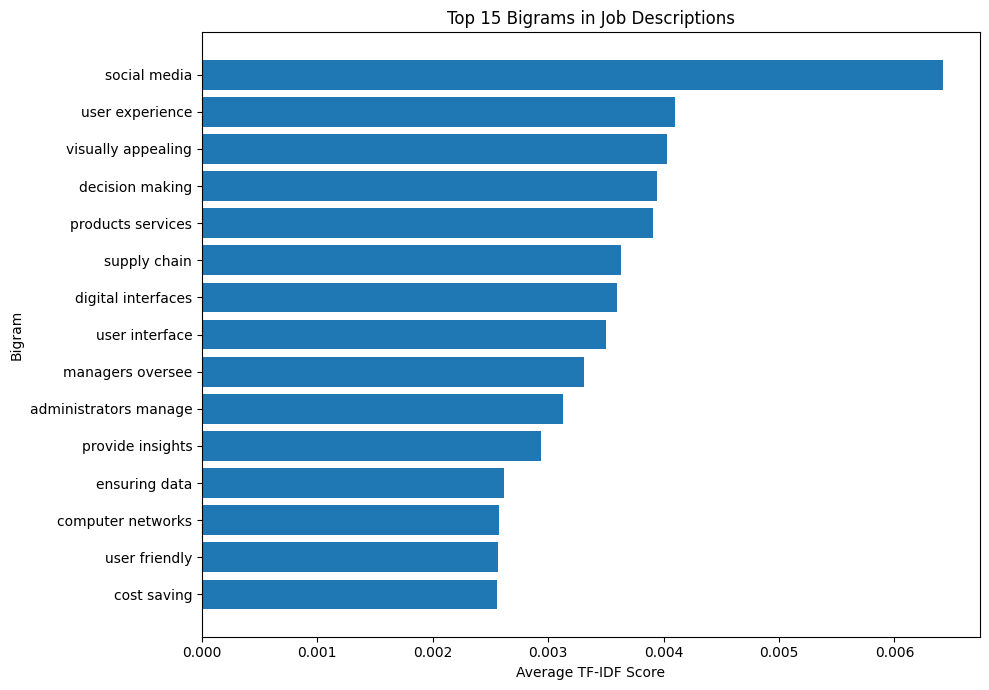 Top 15 Bigrams in Job Descriptions
Bigram
social media
user experience
visually appealing
decision making
products services
supply chain
digital interfaces
user interface
managers oversee
administrators manage
provide insights
ensuring data
computer networks
user friendly
cost saving
0.000 0.001 0.002 0.003 0.004 0.005 0.006
Average TF-IDF Score